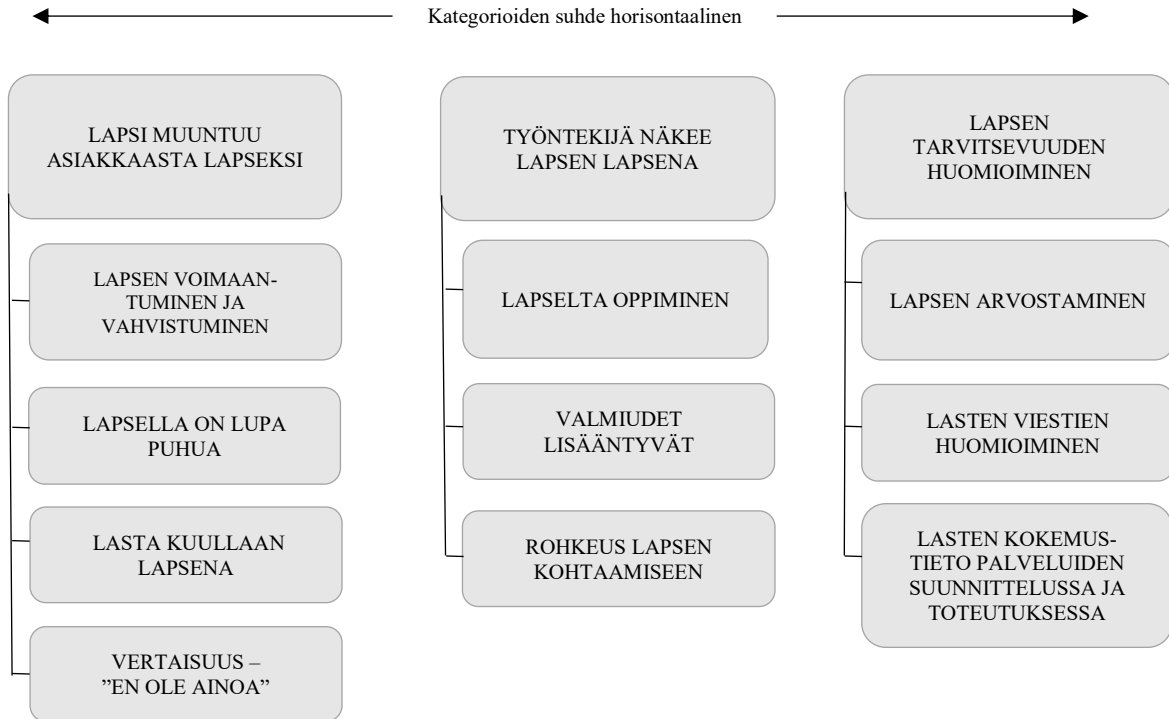 Kategorioiden suhde horisontaalinen
LAPSI MUUNTUU
ASIAKKAASTA LAPSEKSI
LAPSEN VOIMAAN-
TUMINEN JA
VAHVISTUMINEN
LAPSELLA ON LUPA
PUHUA
LASTA KUULLAAN
LAPSENA
VERTAISUUS –
”EN OLE AINOA”
TYÖNTEKIJÄ NÄKEE
LAPSEN LAPSENA
LAPSELTA OPPIMINEN
VALMIUDET
LISÄÄNTYVÄT
ROHKEUS LAPSEN
KOHTAAMISEEN
LAPSEN
TARVITSEVUUDEN
HUOMIOIMINEN
LAPSEN ARVOSTAMINEN
LASTEN VIESTIEN
HUOMIOIMINEN
LASTEN KOKEMUS-
TIETO PALVELUIDEN
SUUNNITTELUSSA JA
TOTEUTUKSESSA